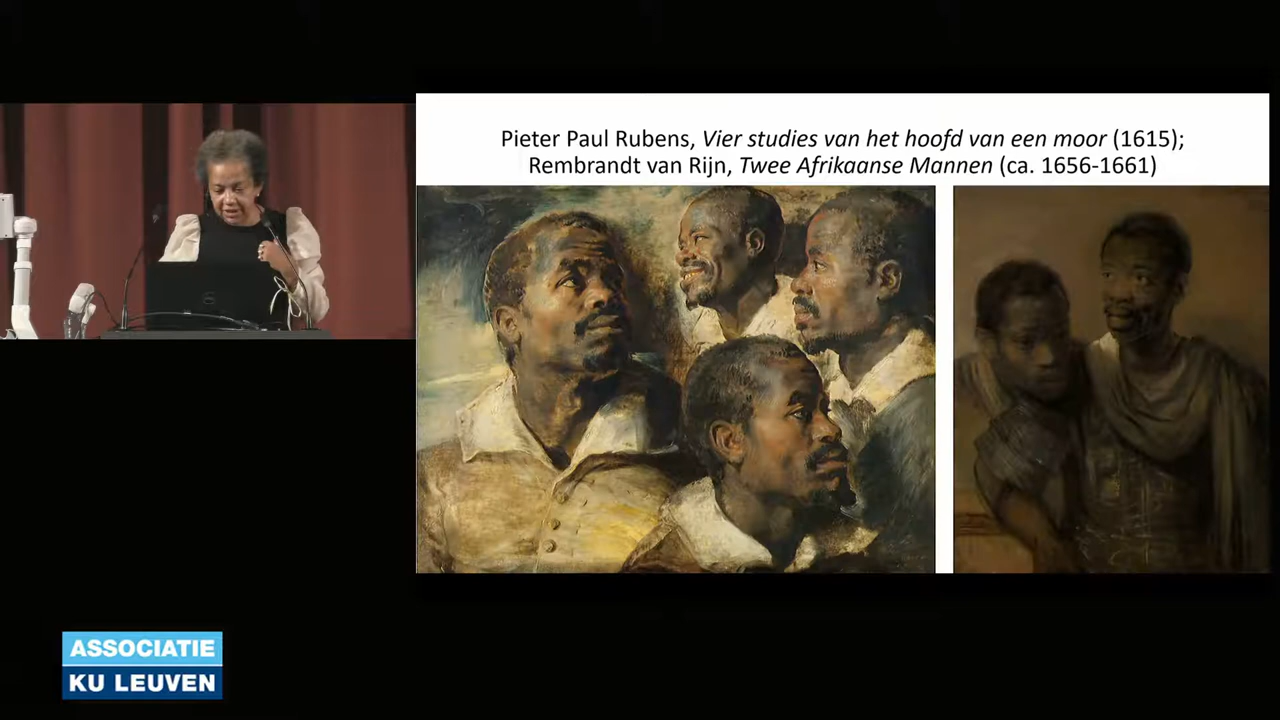 Pieter Paul Rubens, Vier studies van het hoofd van een moor (1615);
Rembrandt van Rijn, Twee Afrikaanse Mannen (ca. 1656-1661)
ASSOCIATIE
KU LEUVEN